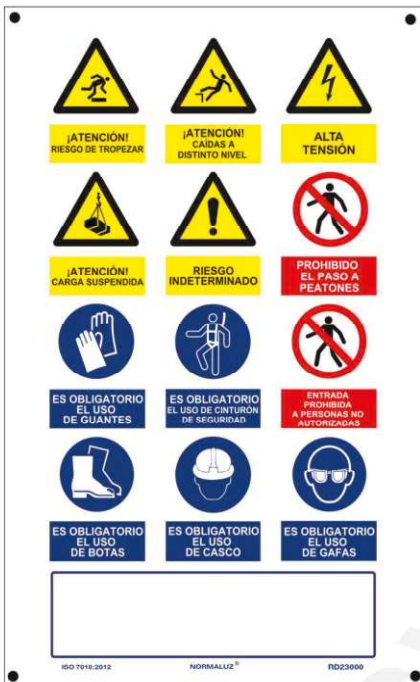 ¡ATENCIÓN!
RIESGO DE TROPEZAR
¡ATENCIÓN!
CAÍDAS A
DISTINTO NIVEL
ALTA
TENSIÓN
¡ATENCIÓN!
CARGA SUSPENDIDA
RIESGO
INDETERMINADO
PROHIBIDO
EL PASO A
PEATONES
ES OBLIGATORIO
EL USO
DE GUANTES
ES OBLIGATORIO
EL USO DE CINTURÓN
DE SEGURIDAD
ENTRADA
PROHIBIDA
A PERSONAS NO
AUTORIZADAS
ES OBLIGATORIO
EL USO
DE BOTAS
ES OBLIGATORIO
EL USO
DE CASCO
ES OBLIGATORIO
EL USO
DE GAFAS
ISO 7010:2012
NORMALUZ®
RD23000